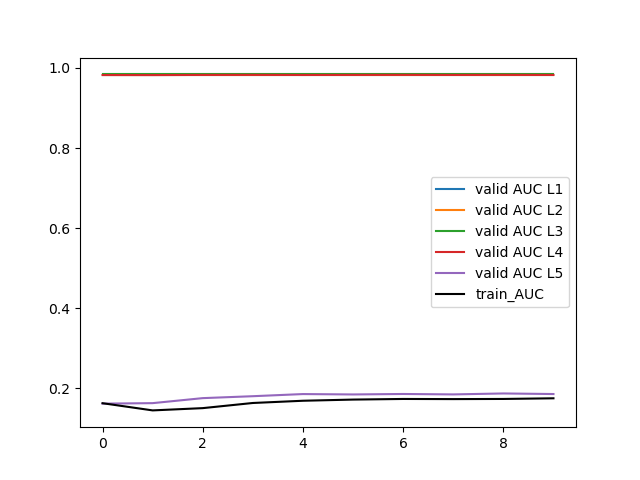 1.0
0.8
0.6
0.4
0.2
valid AUC L1
valid AUC L2
valid AUC L3
valid AUC L4
valid AUC L5
train_AUC
0 2 4 6 8